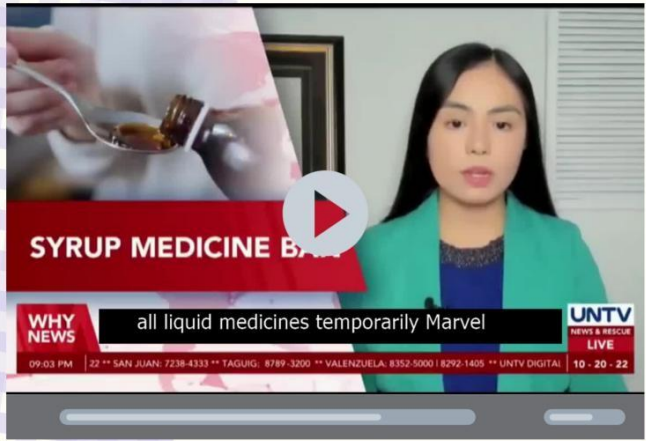 SYRUP MEDICINE
WHY
NEWS
all liquid medicines temporarily Marvel
UNTV
NEWS & RESCUE
LIVE
09:03 PM
22 ** SAN JUAN: 7238-4333 ** TAGUIG: 8789-3200 ** VALENZUELA: 8352-5000 | 8292-1405 ** UNTV DIGITAL
10 - 20 - 22